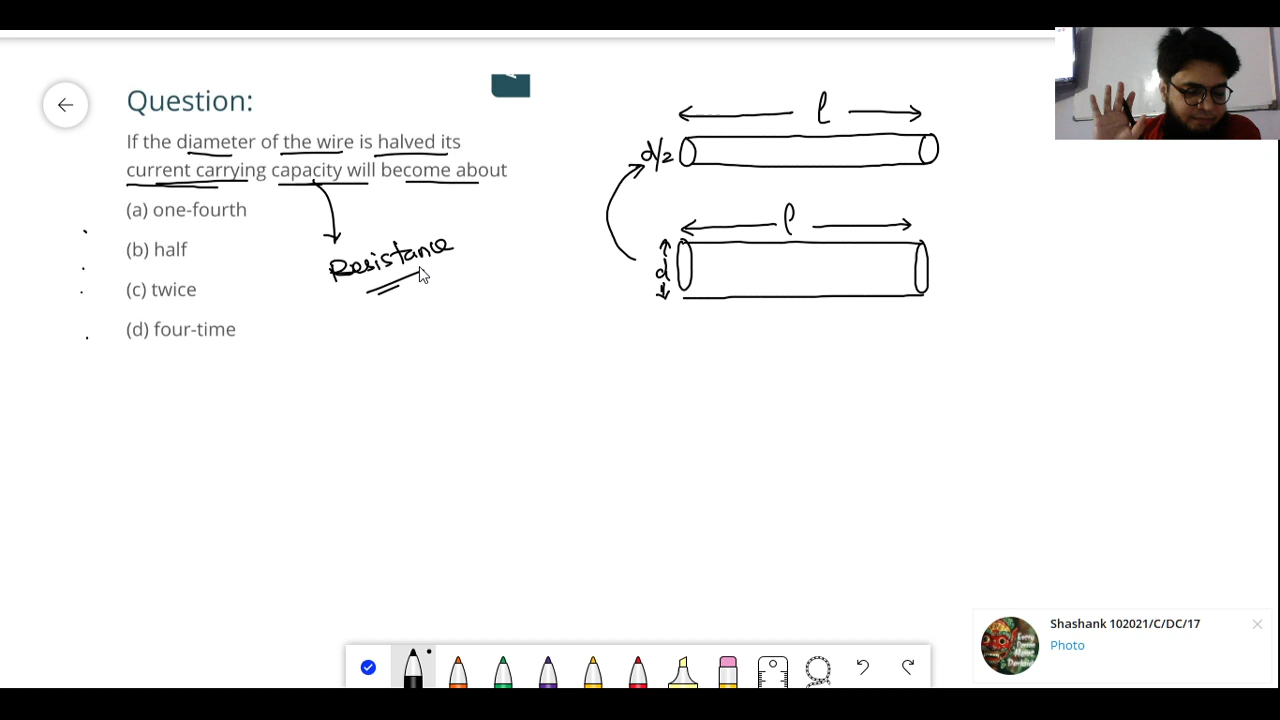 Question:
If the diameter of the wire is halved its
current carrying capacity will become about
(a) one-fourth
(b) half
(c) twice
(d) four-time
Resistance
l
d/2
l
d
Shashank 102021/C/DC/17
Photo